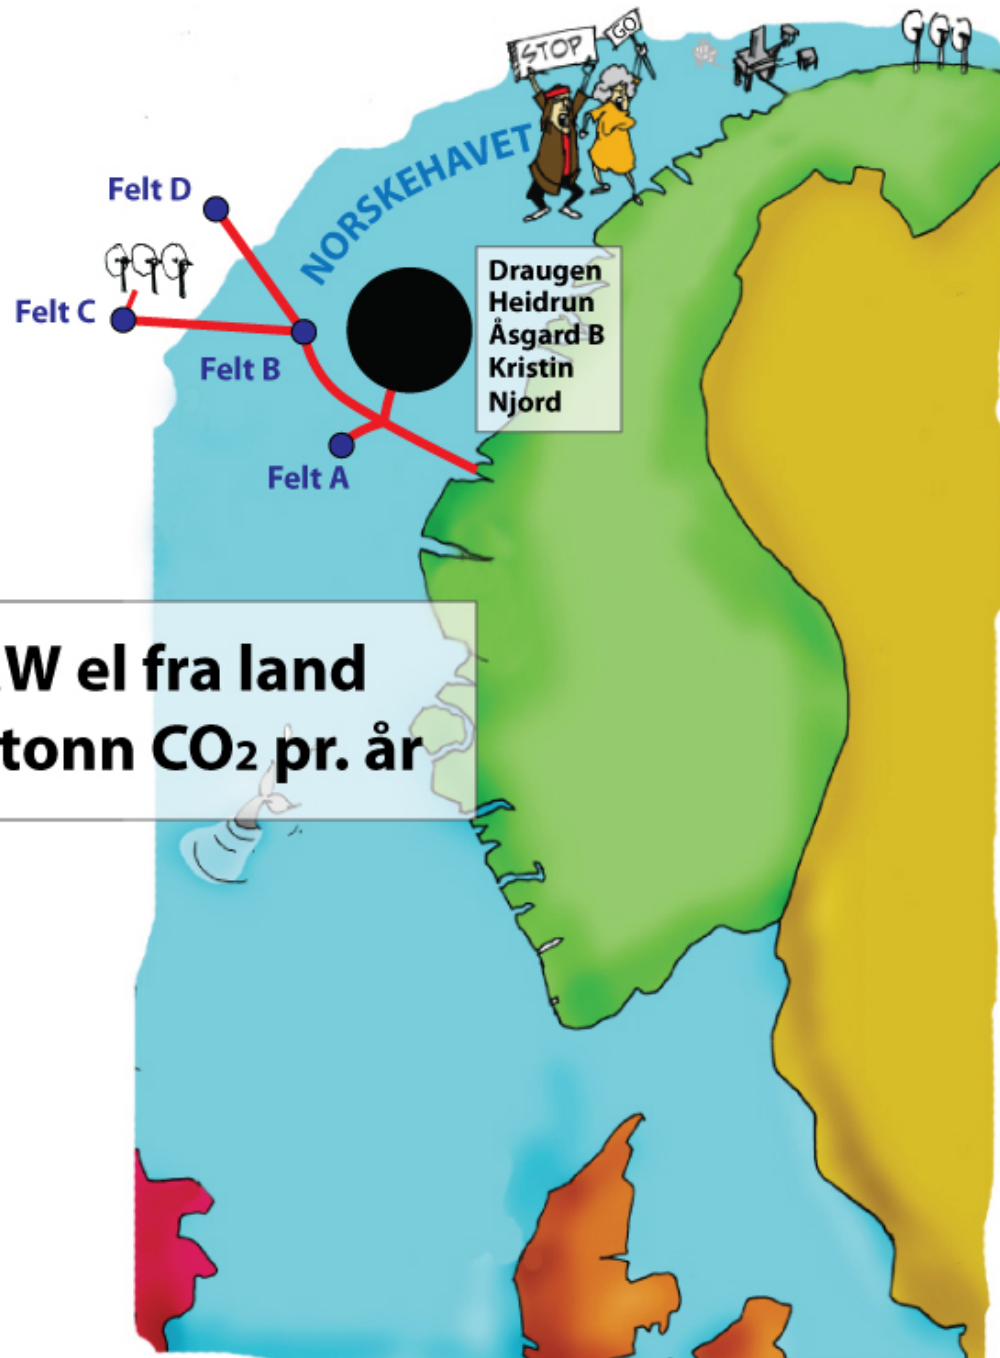 STOP
GO
NORSKEHAVET
Felt D
Felt C
Felt B
Felt A
Draugen
Heidrun
Åsgard B
Kristin
Njord
W el fra land
tonn CO₂ pr. år